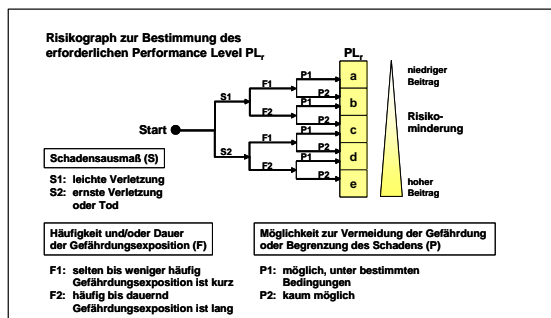 Risikograph zur Bestimmung des
erforderlichen Performance Level PLr
PLr
S1
F1
P1
a
niedriger
Beitrag
P2
b
F2
P1
P2
Risiko-
minderung
Start
c
S2
F1
P1
P2
d
F2
P1
P2
e
hoher
Beitrag
Schadensausmaß (S)
S1: leichte Verletzung
S2: ernste Verletzung
oder Tod
Häufigkeit und/oder Dauer
der Gefährdungsexposition (F)
F1: selten bis weniger häufig
Gefährdungsexposition ist kurz
F2: häufig bis dauernd
Gefährdungsexposition ist lang
Möglichkeit zur Vermeidung der Gefährdung
oder Begrenzung des Schadens (P)
P1: möglich, unter bestimmten
Bedingungen
P2: kaum möglich